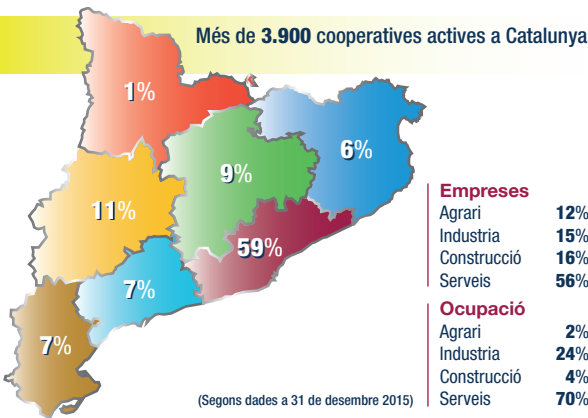 Més de 3.900 cooperatives actives a Catalunya
1%
6%
9%
11%
59%
7%
7%
Empreses
Agrari 12%
Industria 15%
Construcció 16%
Serveis 56%
Ocupació
Agrari 2%
Industria 24%
Construcció 4%
Serveis 70%
(Segons dades a 31 de desembre 2015)